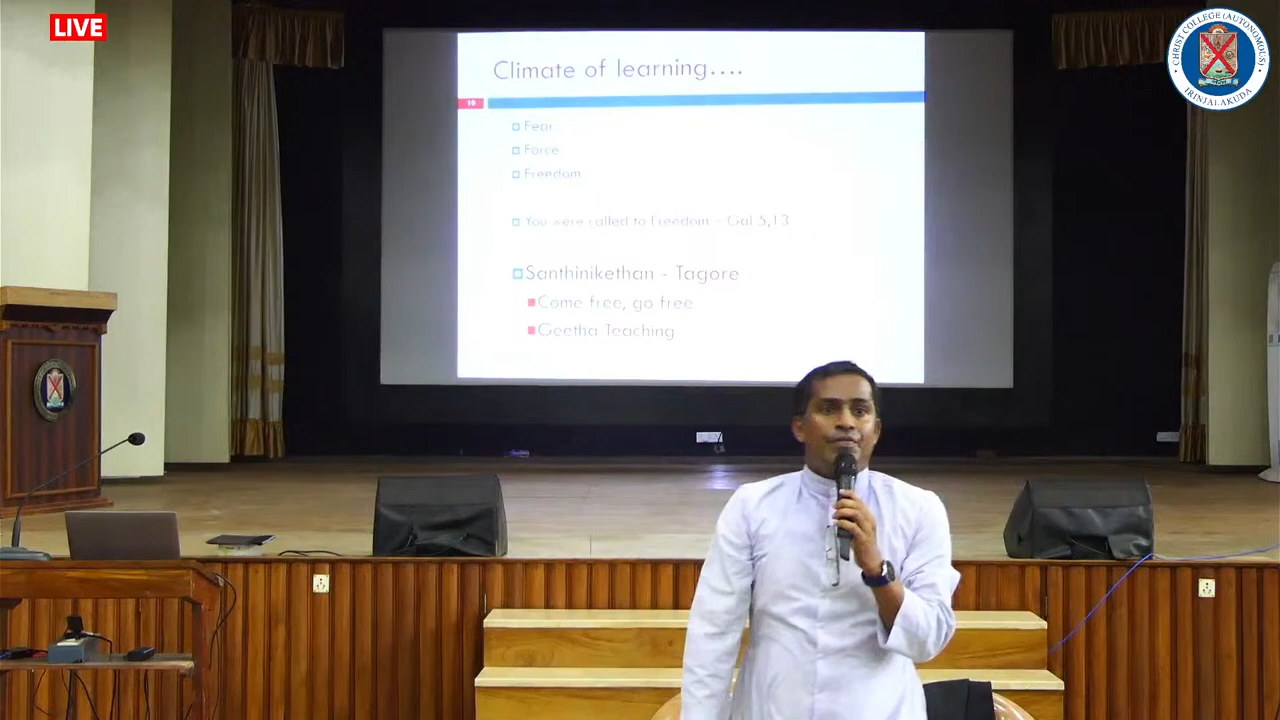 LIVE
CHRIST COLLEGE (AUTONOMOUS)
IRINJALAKUDA
Climate of learning....
10
Fear
Force
Freedom
You were called to Freedom – Gal 5,13
Santhinikethan - Tagore
Come free, go free
Geetha Teaching